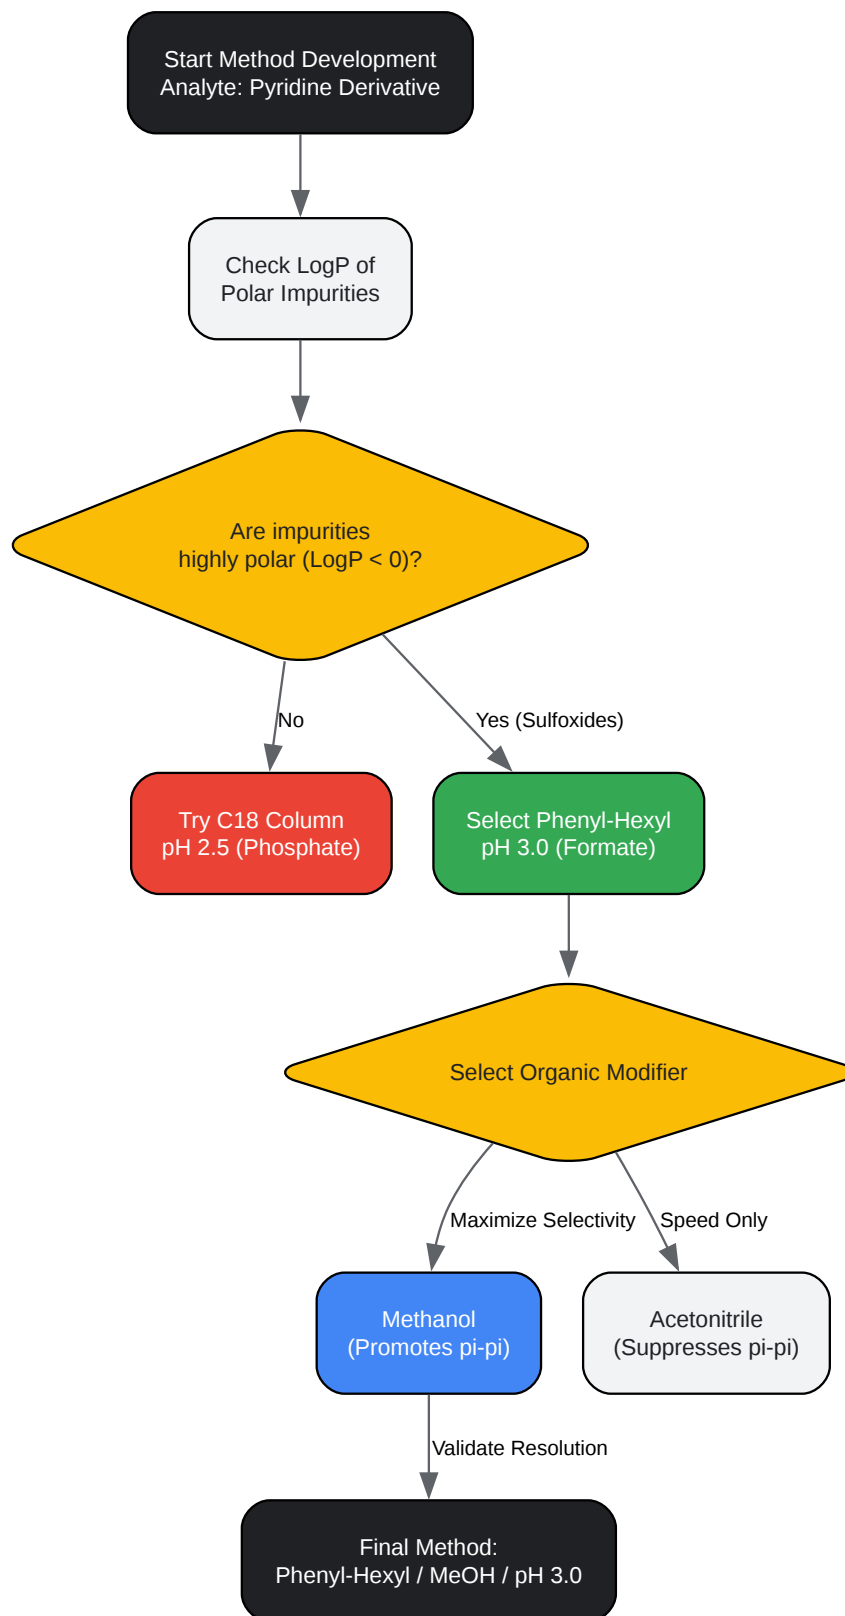 Start Method Development
Analyte: Pyridine Derivative
Check LogP of
Polar Impurities
Are impurities
highly polar (LogP < 0)?
No
Yes (Sulfoxides)
Try C18 Column
pH 2.5 (Phosphate)
Select Phenyl-Hexyl
pH 3.0 (Formate)
Select Organic Modifier
Maximize Selectivity
Speed Only
Methanol
(Promotes pi-pi)
Acetonitrile
(Suppresses pi-pi)
Validate Resolution
Final Method:
Phenyl-Hexyl / MeOH / pH 3.0